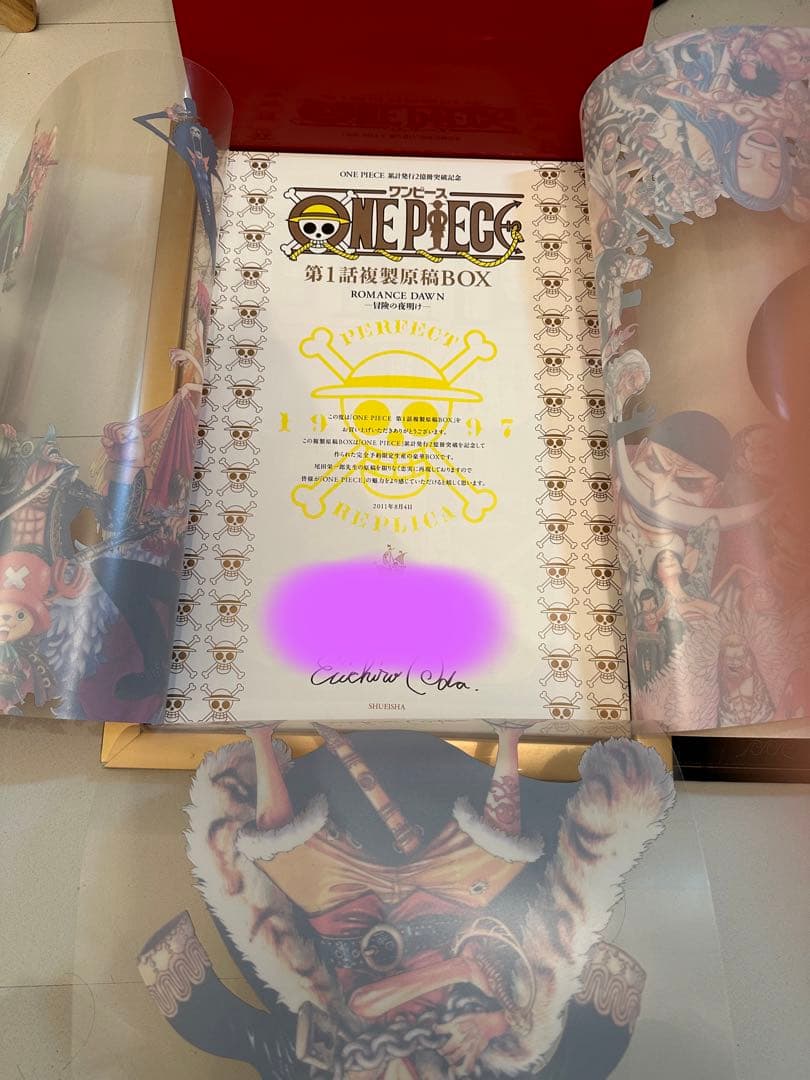 ONE PIECE 累計発行2億冊突破記念
ワンピース
ONE PIECE
第1話複製原稿BOX
ROMANCE DAWN
―冒険の夜明け―
PERFECT
1997
この度は「ONE PIECE 第1話複製原稿BOX」を
お買い上げいただきありがとうございます。
この複製原稿BOXは「ONE PIECE」累計発行2億冊突破を記念して
作られた完全予約限定生産の豪華BOXです。
尾田栄一郎先生の原稿を限りなく忠実に再現しておりますので
皆様が「ONE PIECE」の魅力をより感じていただけると嬉しく思います。
2011年8月4日
REPLICA
Eiichiro Oda.
SHUEISHA